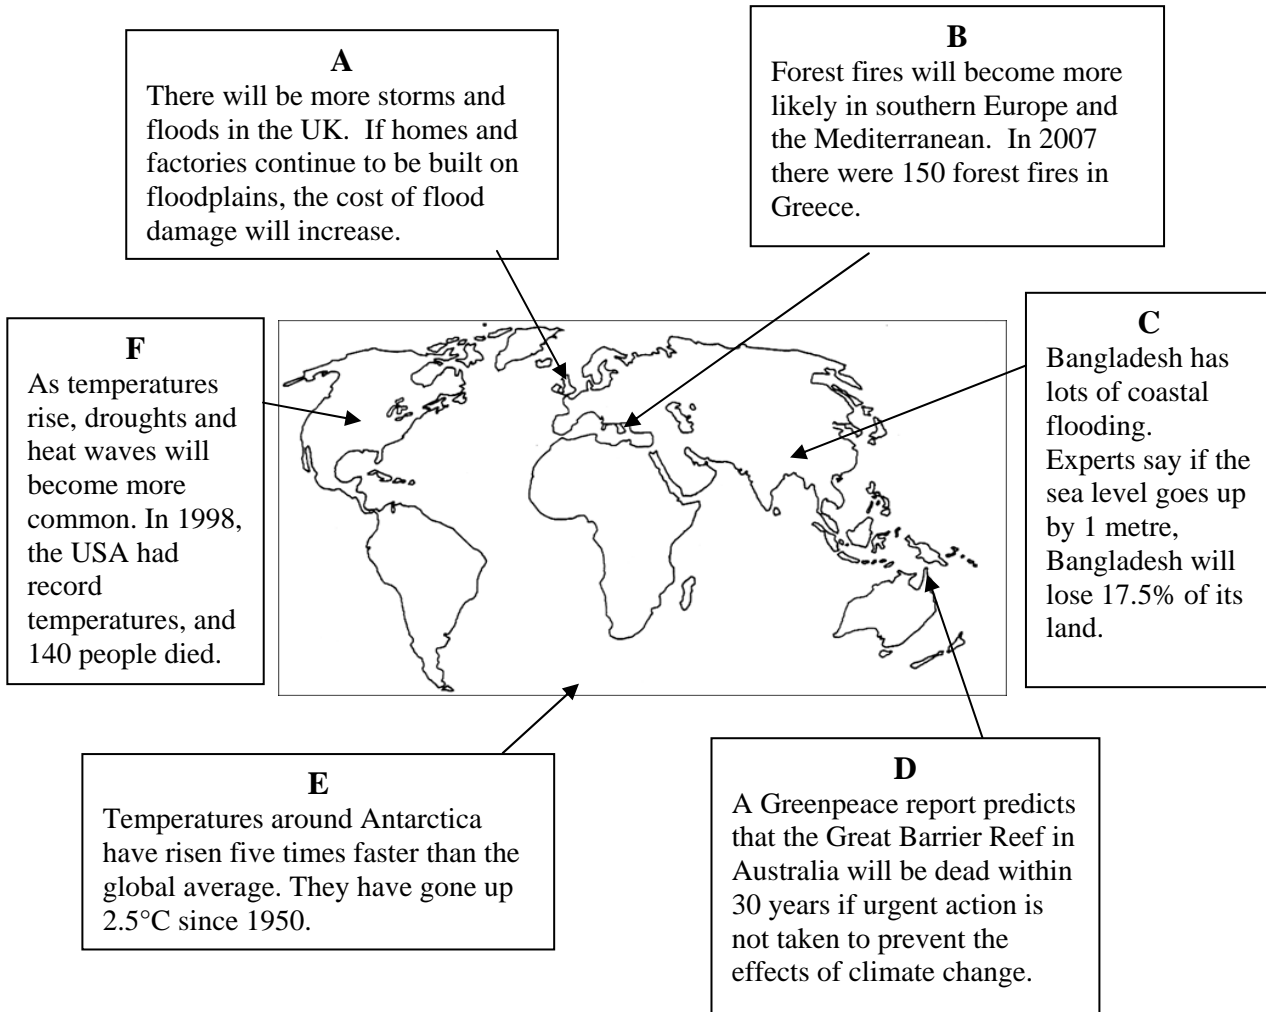 A
There will be more storms and
floods in the UK.  If homes and
factories continue to be built on
floodplains, the cost of flood
damage will increase.
B
Forest fires will become more
likely in southern Europe and
the Mediterranean.  In 2007
there were 150 forest fires in
Greece.
C
Bangladesh has
lots of coastal
flooding.
Experts say if the
sea level goes up
by 1 metre,
Bangladesh will
lose 17.5% of its
land.
F
As temperatures
rise, droughts and
heat waves will
become more
common. In 1998,
the USA had
record
temperatures, and
140 people died.
E
Temperatures around Antarctica
have risen five times faster than the
global average. They have gone up
2.5°C since 1950.
D
A Greenpeace report predicts
that the Great Barrier Reef in
Australia will be dead within
30 years if urgent action is
not taken to prevent the
effects of climate change.